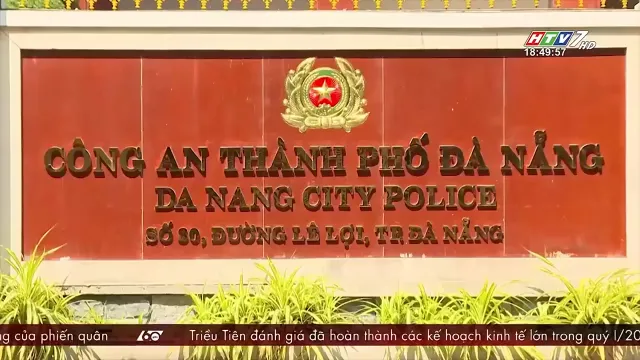 HTV7 HD
18:49:57
CÔNG AN THÀNH PHỐ ĐÀ NẴNG
DA NANG CITY POLICE
SỐ 80, ĐƯỜNG LÊ LỢI, TP. ĐÀ NẴNG
ng của phiến quân 60 Triều Tiên đánh giá đã hoàn thành các kế hoạch kinh tế lớn trong quý I/20